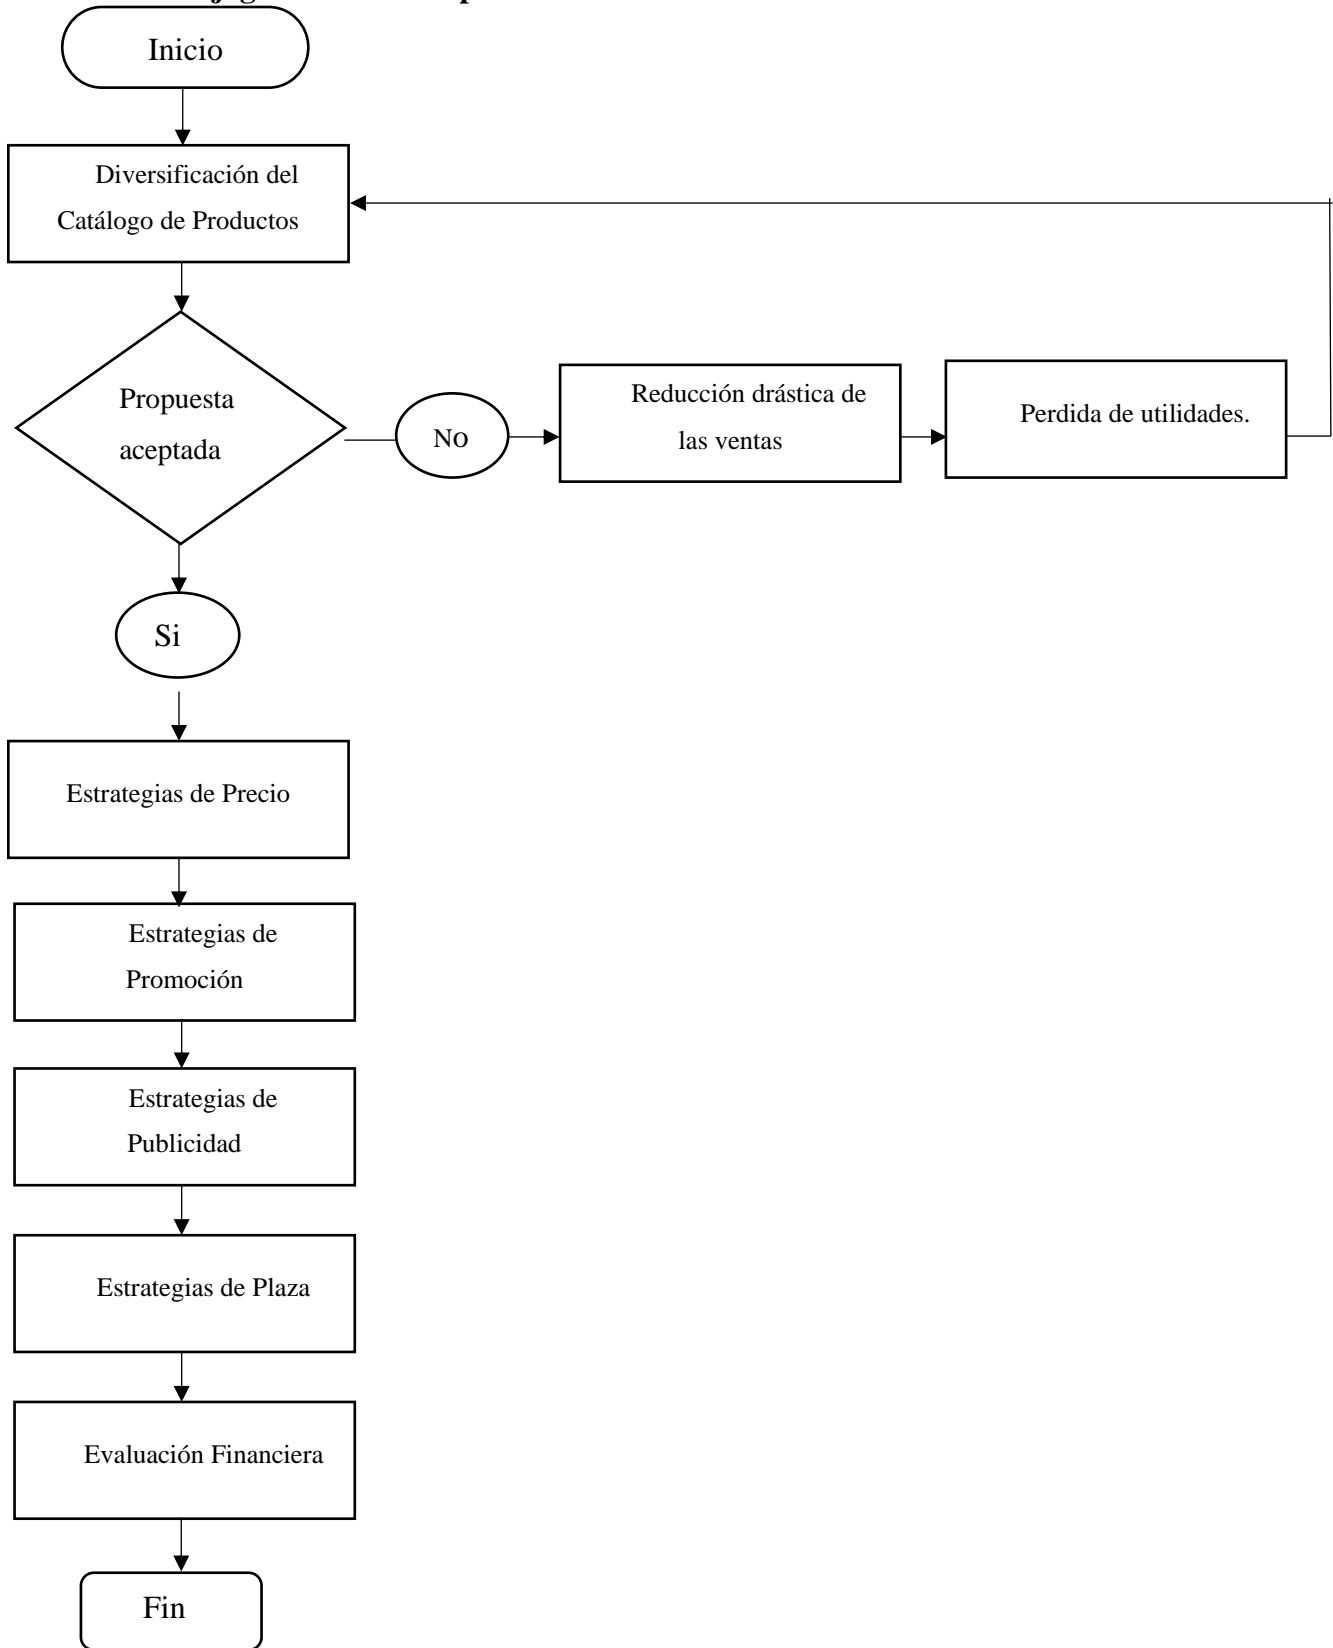 Inicio
Diversificación del
Catálogo de Productos
Propuesta
aceptada
No
Reducción drástica de
las ventas
Perdida de utilidades.
Si
Estrategias de Precio
Estrategias de
Promoción
Estrategias de
Publicidad
Estrategias de Plaza
Evaluación Financiera
Fin